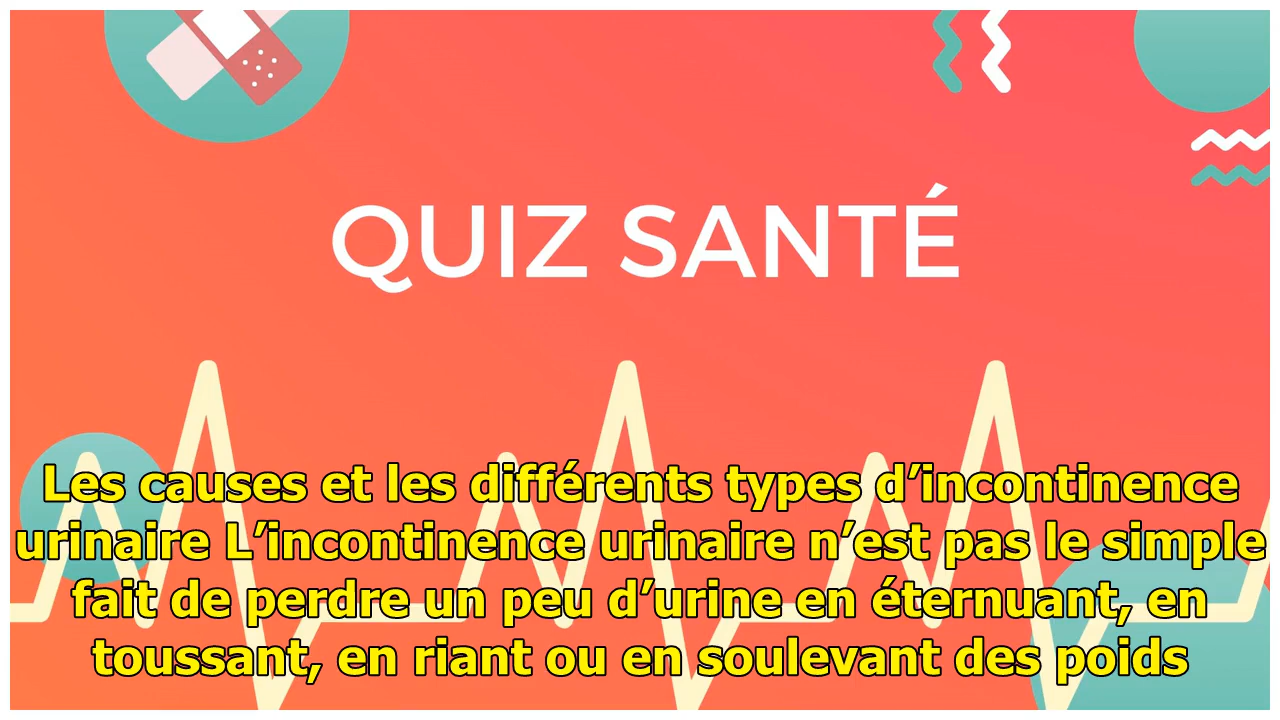 QUIZ SANTÉ
Les causes et les différents types d’incontinence
urinaire L’incontinence urinaire n’est pas le simple
fait de perdre un peu d’urine en éternuant, en
toussant, en riant ou en soulevant des poids